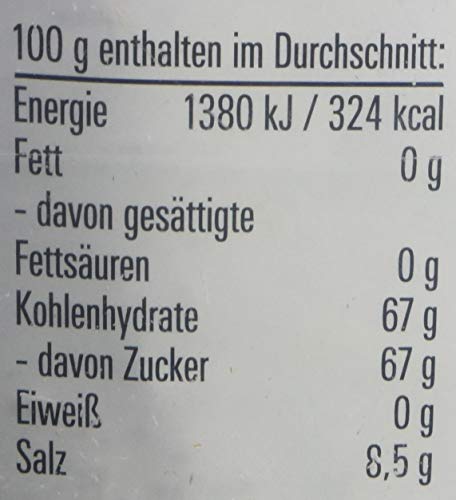 100 g enthalten im Durchschnitt:
Energie 1380 kJ / 324 kcal
Fett 0 g
- davon gesättigte
Fettsäuren 0 g
Kohlenhydrate 67 g
- davon Zucker 67 g
Eiweiß 0 g
Salz 8,5 g